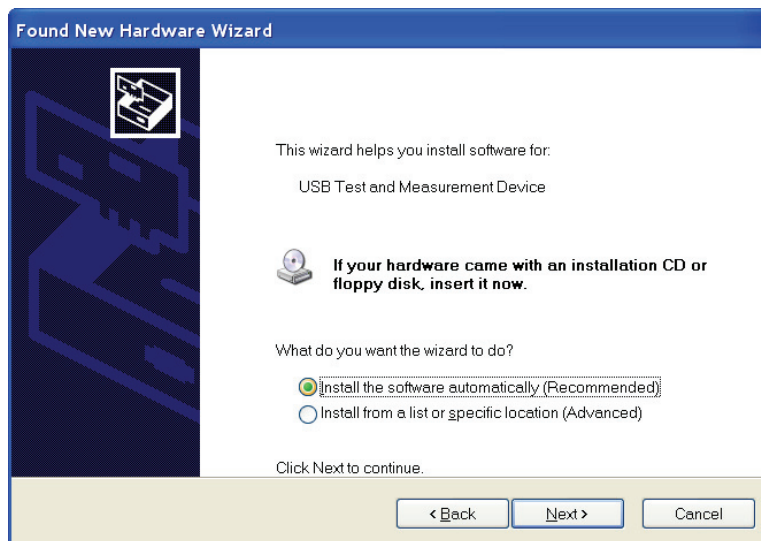 Found New Hardware Wizard
This wizard helps you install software for:
USB Test and Measurement Device
If your hardware came with an installation CD or
floppy disk, insert it now.
What do you want the wizard to do?
Install the software automatically (Recommended)
Install from a list or specific location (Advanced)
Click Next to continue.
< Back Next > Cancel